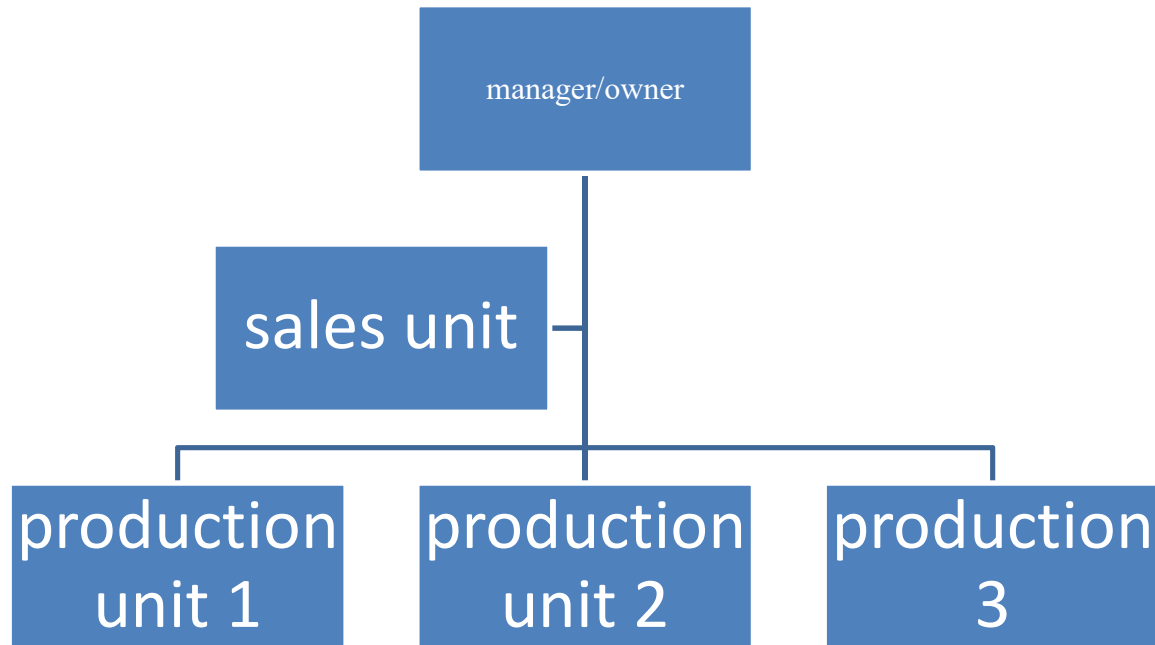 manager/owner
sales unit
production
unit 1
production
unit 2
production
3